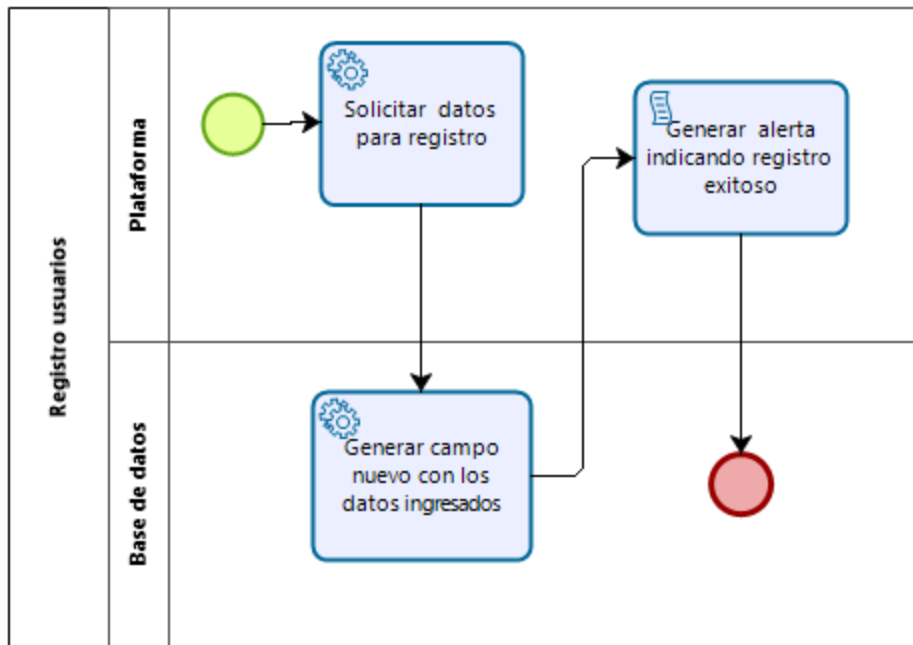 Registro usuarios
Plataforma
Solicitar datos
para registro
Generar alerta
indicando registro
exitoso
Base de datos
Generar campo
nuevo con los
datos ingresados